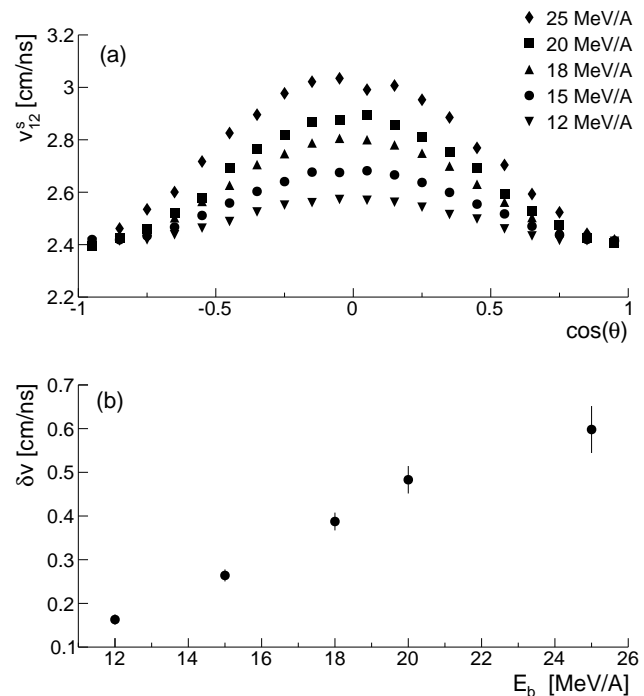 (a)
25 MeV/A
20 MeV/A
18 MeV/A
15 MeV/A
12 MeV/A
v₁₂ˢ [cm/ns]
3.2
3
2.8
2.6
2.4
2.2
-1 -0.5 0 0.5 1
cos(θ)
(b)
δv [cm/ns]
0.7
0.6
0.5
0.4
0.3
0.2
0.1
12 14 16 18 20 22 24 26
E_b [MeV/A]